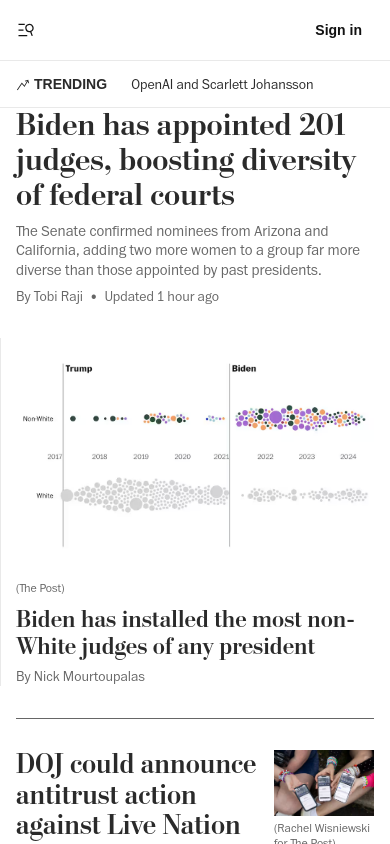 Sign in
TRENDING
OpenAI and Scarlett Johansson
Biden has appointed 201
judges, boosting diversity
of federal courts
The Senate confirmed nominees from Arizona and
California, adding two more women to a group far more
diverse than those appointed by past presidents.
By Tobi Raji • Updated 1 hour ago
Trump
Biden
Non-White
2017 2018 2019 2020 2021 2022 2023 2024
White
(The Post)
Biden has installed the most non-
White judges of any president
By Nick Mourtoupalas
DOJ could announce
antitrust action
against Live Nation
(Rachel Wisniewski
for The Post)